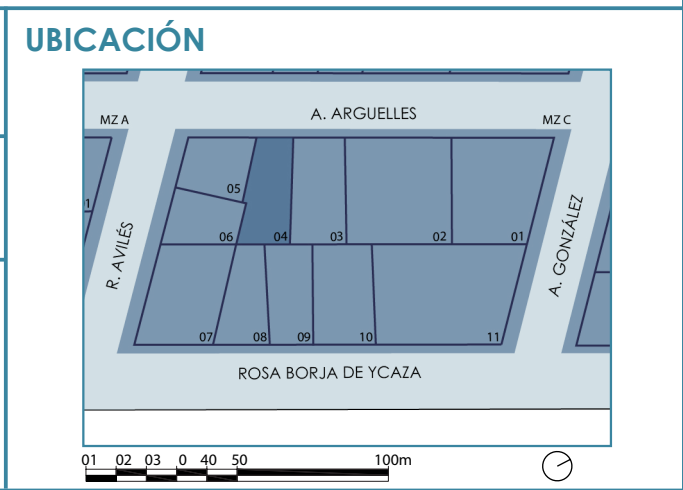 UBICACIÓN
A. ARGUELLES
MZ A
MZ C
1
05
06
04
03
02
01
R. AVILÉS
A. GONZÁLEZ
07
08
09
10
11
ROSA BORJA DE YCAZA
01 02 03 0 40 50 100m